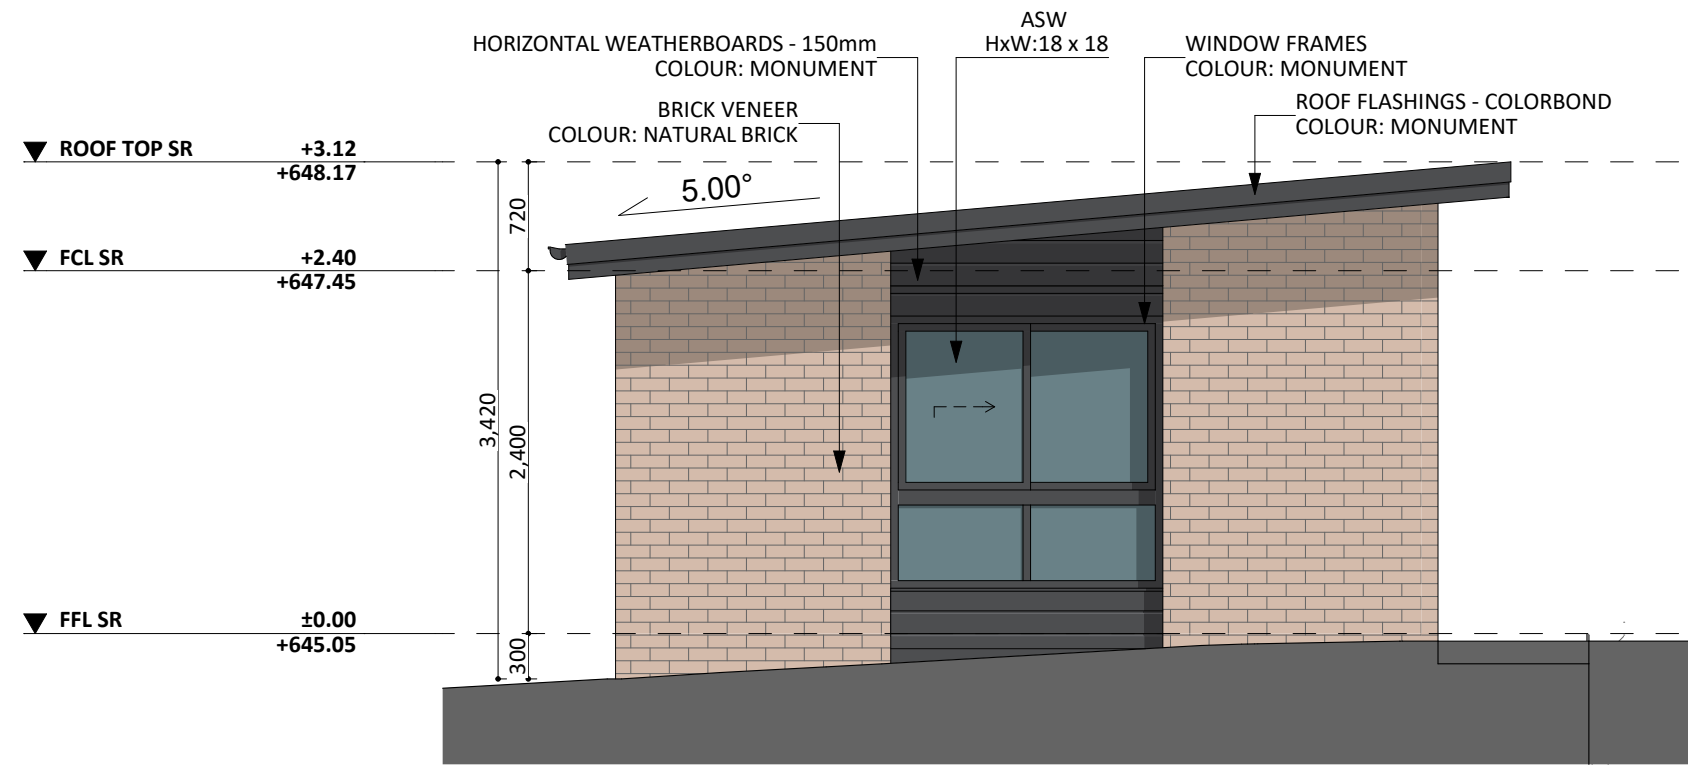 ASW
HxW:18 x 18
HORIZONTAL WEATHERBOARDS - 150mm
COLOUR: MONUMENT
WINDOW FRAMES
COLOUR: MONUMENT
BRICK VENEER
COLOUR: NATURAL BRICK
ROOF FLASHINGS - COLORBOND
COLOUR: MONUMENT
ROOF TOP SR +3.12
+648.17
5.00°
720
FCL SR +2.40
+647.45
3,420
2,400
FFL SR ±0.00
+645.05
300